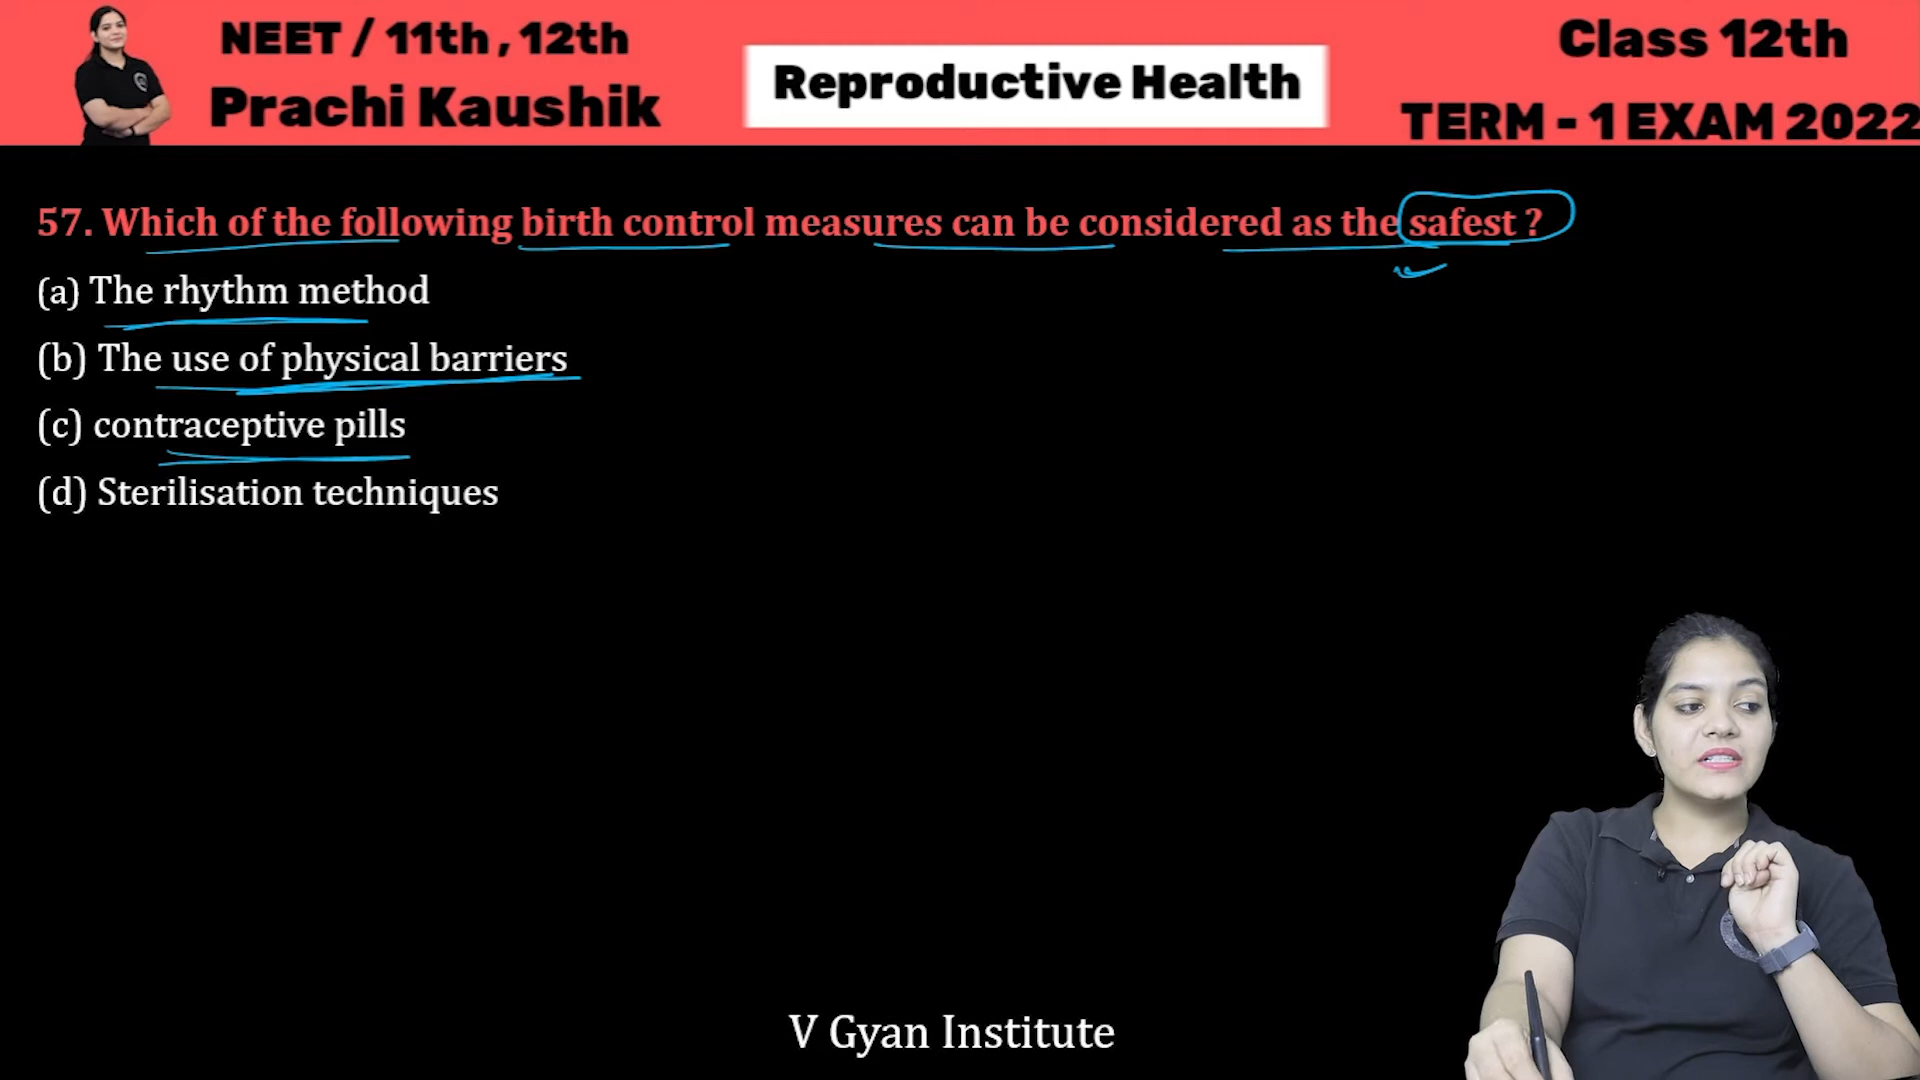 NEET / 11th , 12th
Prachi Kaushik
Reproductive Health
Class 12th
TERM - 1 EXAM 2022
57. Which of the following birth control measures can be considered as the safest ?
(a) The rhythm method
(b) The use of physical barriers
(c) contraceptive pills
(d) Sterilisation techniques
V Gyan Institute